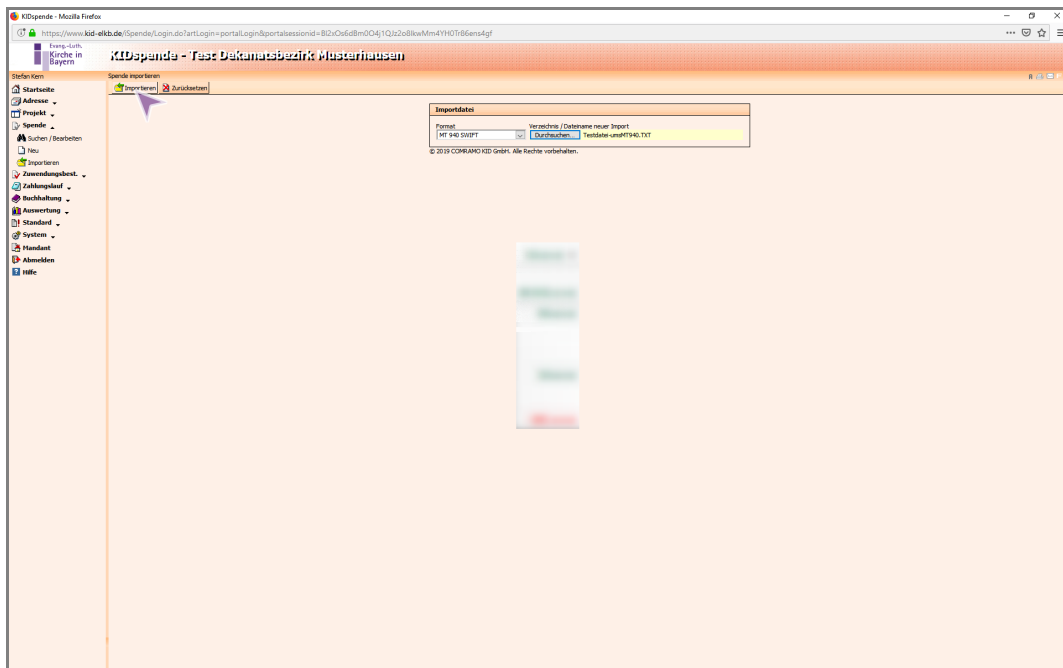 KIDspende - Mozilla Firefox
https://www.kid-elkb.de/iSpende/Login.do?artLogin=portalLogin&portalsessionid=
Evang.-Luth.
Kirche in
Bayern
KIDspende - Test Dekanatsbezirk Musterhausen
Stefan Kern
Spende importieren
Importieren Zurücksetzen
Startseite
Adresse
Projekt
Spende
Suchen / Bearbeiten
Neu
Importieren
Zuwendungsbest.
Zahlungslauf
Buchhaltung
Auswertung
Standard
System
Mandant
Abmelden
Hilfe
Importdatei
Format Verzeichnis / Dateiname neuer Import
MT 940 SWIFT Durchsuchen... Testdatei-umsMT940.TXT
© 2019 COMRAMO KID GmbH. Alle Rechte vorbehalten.